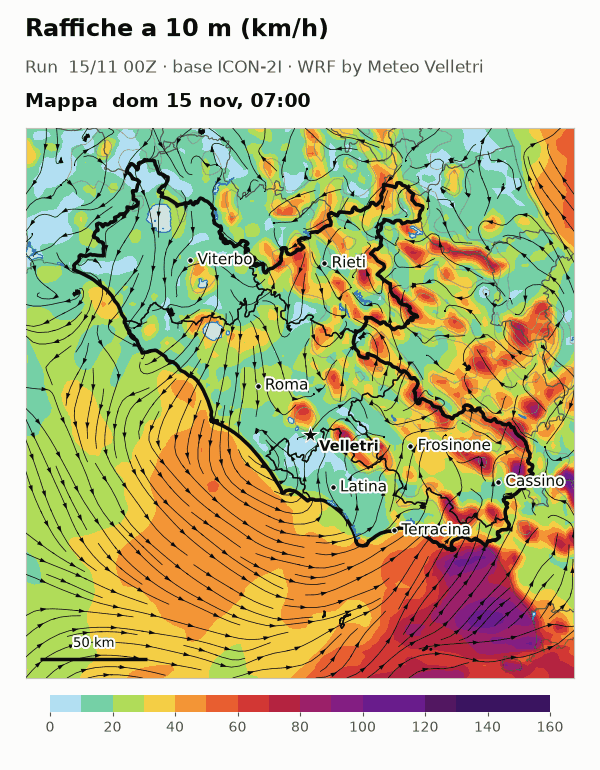 Raffiche a 10 m (km/h)
Run 15/11 00Z · base ICON-2I · WRF by Meteo Velletri
Mappa dom 15 nov, 07:00
Viterbo
Rieti
Roma
Velletri
Frosinone
Latina
Cassino
Terracina
50 km
0 20 40 60 80 100 120 140 160